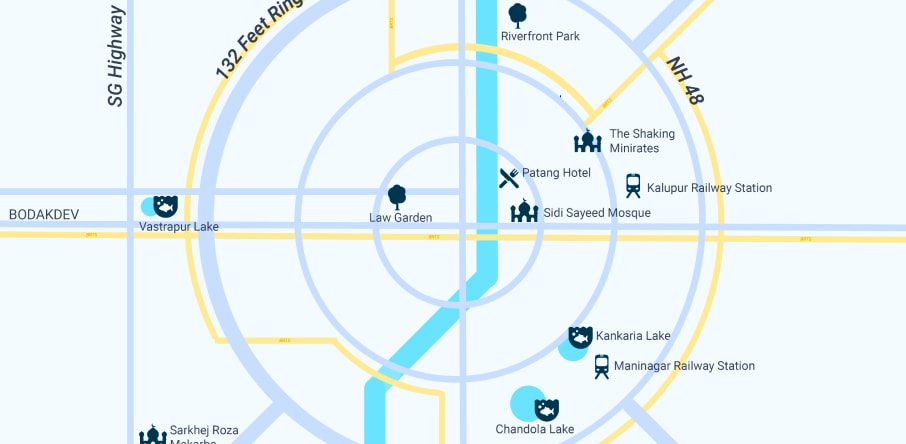 SG Highway
132 Feet Ring
Riverfront Park
NH 48
The Shaking
Minirates
Patang Hotel
Kalupur Railway Station
BODAKDEV
Law Garden
Sidi Sayeed Mosque
Vastrapur Lake
Kankaria Lake
Maninagar Railway Station
Chandola Lake
Sarkhej Roza
Makarba